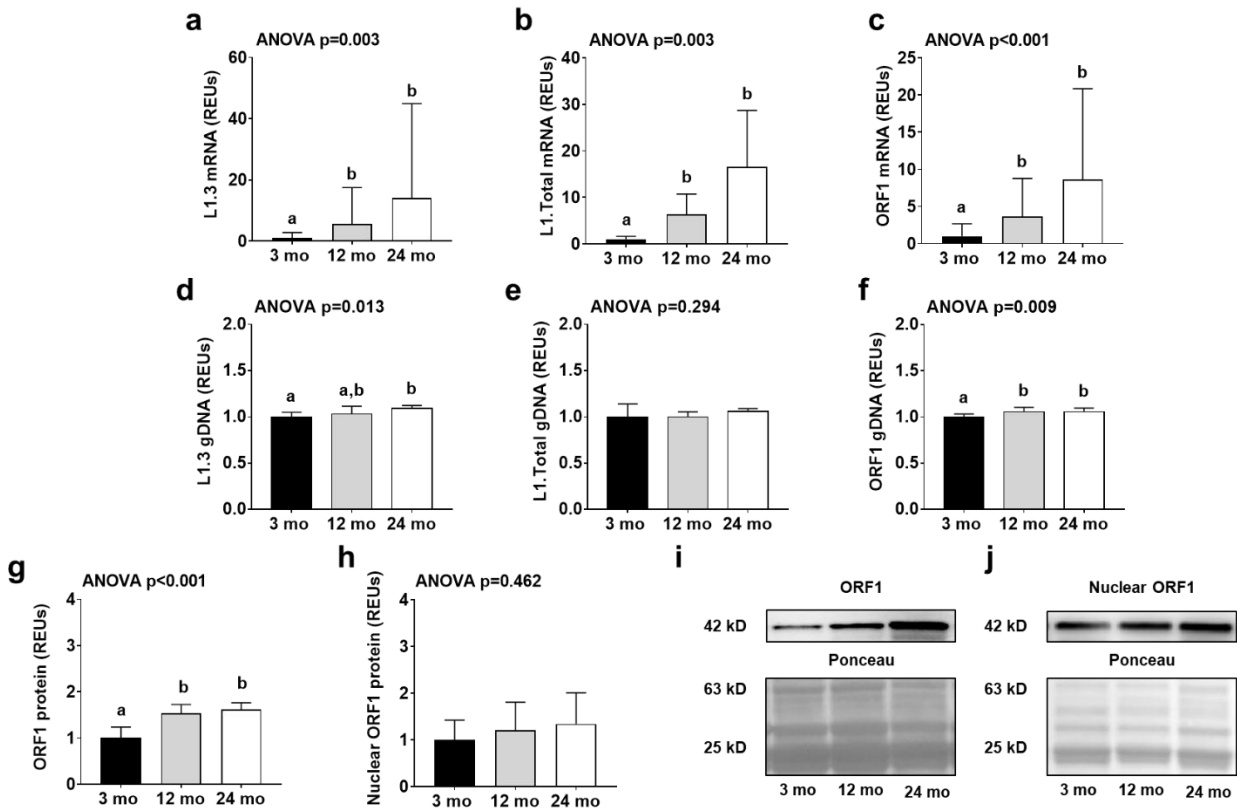 a
ANOVA p=0.003
L1.3 mRNA (REUs)
60
40
20
0
a
b
b
3 mo 12 mo 24 mo
b
ANOVA p=0.003
L1.Total mRNA (REUs)
40
30
20
10
0
a
b
b
3 mo 12 mo 24 mo
c
ANOVA p<0.001
ORF1 mRNA (REUs)
25
20
15
10
5
0
a
b
b
3 mo 12 mo 24 mo
d
ANOVA p=0.013
L1.3 gDNA (REUs)
2.0
1.5
1.0
0.5
0.0
a
a,b
b
3 mo 12 mo 24 mo
e
ANOVA p=0.294
L1.Total gDNA (REUs)
2.0
1.5
1.0
0.5
0.0
3 mo 12 mo 24 mo
f
ANOVA p=0.009
ORF1 gDNA (REUs)
2.0
1.5
1.0
0.5
0.0
a
b
b
3 mo 12 mo 24 mo
g
ANOVA p<0.001
ORF1 protein (REUs)
4
3
2
1
0
a
b
b
3 mo 12 mo 24 mo
h
ANOVA p=0.462
Nuclear ORF1 protein (REUs)
4
3
2
1
0
3 mo 12 mo 24 mo
i
ORF1
42 kD
Ponceau
63 kD
25 kD
3 mo 12 mo 24 mo
j
Nuclear ORF1
42 kD
Ponceau
63 kD
25 kD
3 mo 12 mo 24 mo